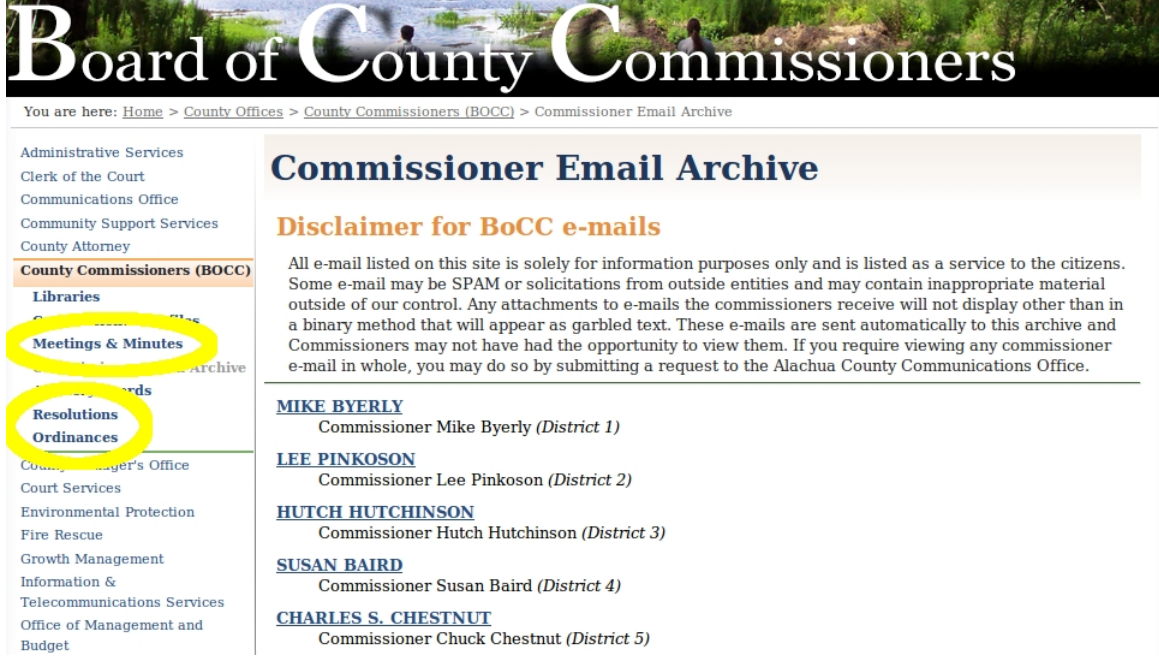 Board of County Commissioners
You are here: Home > County Offices > County Commissioners (BOCC) > Commissioner Email Archive
Administrative Services
Clerk of the Court
Communications Office
Community Support Services
County Attorney
County Commissioners (BOCC)
Libraries
Meetings & Minutes
Archive
Resolutions
Ordinances
Office
Court Services
Environmental Protection
Fire Rescue
Growth Management
Information &
Telecommunications Services
Office of Management and
Budget
Commissioner Email Archive
Disclaimer for BoCC e-mails
All e-mail listed on this site is solely for information purposes only and is listed as a service to the citizens.
Some e-mail may be SPAM or solicitations from outside entities and may contain inappropriate material
outside of our control. Any attachments to e-mails the commissioners receive will not display other than in
a binary method that will appear as garbled text. These e-mails are sent automatically to this archive and
Commissioners may not have had the opportunity to view them. If you require viewing any commissioner
e-mail in whole, you may do so by submitting a request to the Alachua County Communications Office.
MIKE BYERLY
Commissioner Mike Byerly (District 1)
LEE PINKOSON
Commissioner Lee Pinkoson (District 2)
HUTCH HUTCHINSON
Commissioner Hutch Hutchinson (District 3)
SUSAN BAIRD
Commissioner Susan Baird (District 4)
CHARLES S. CHESTNUT
Commissioner Chuck Chestnut (District 5)